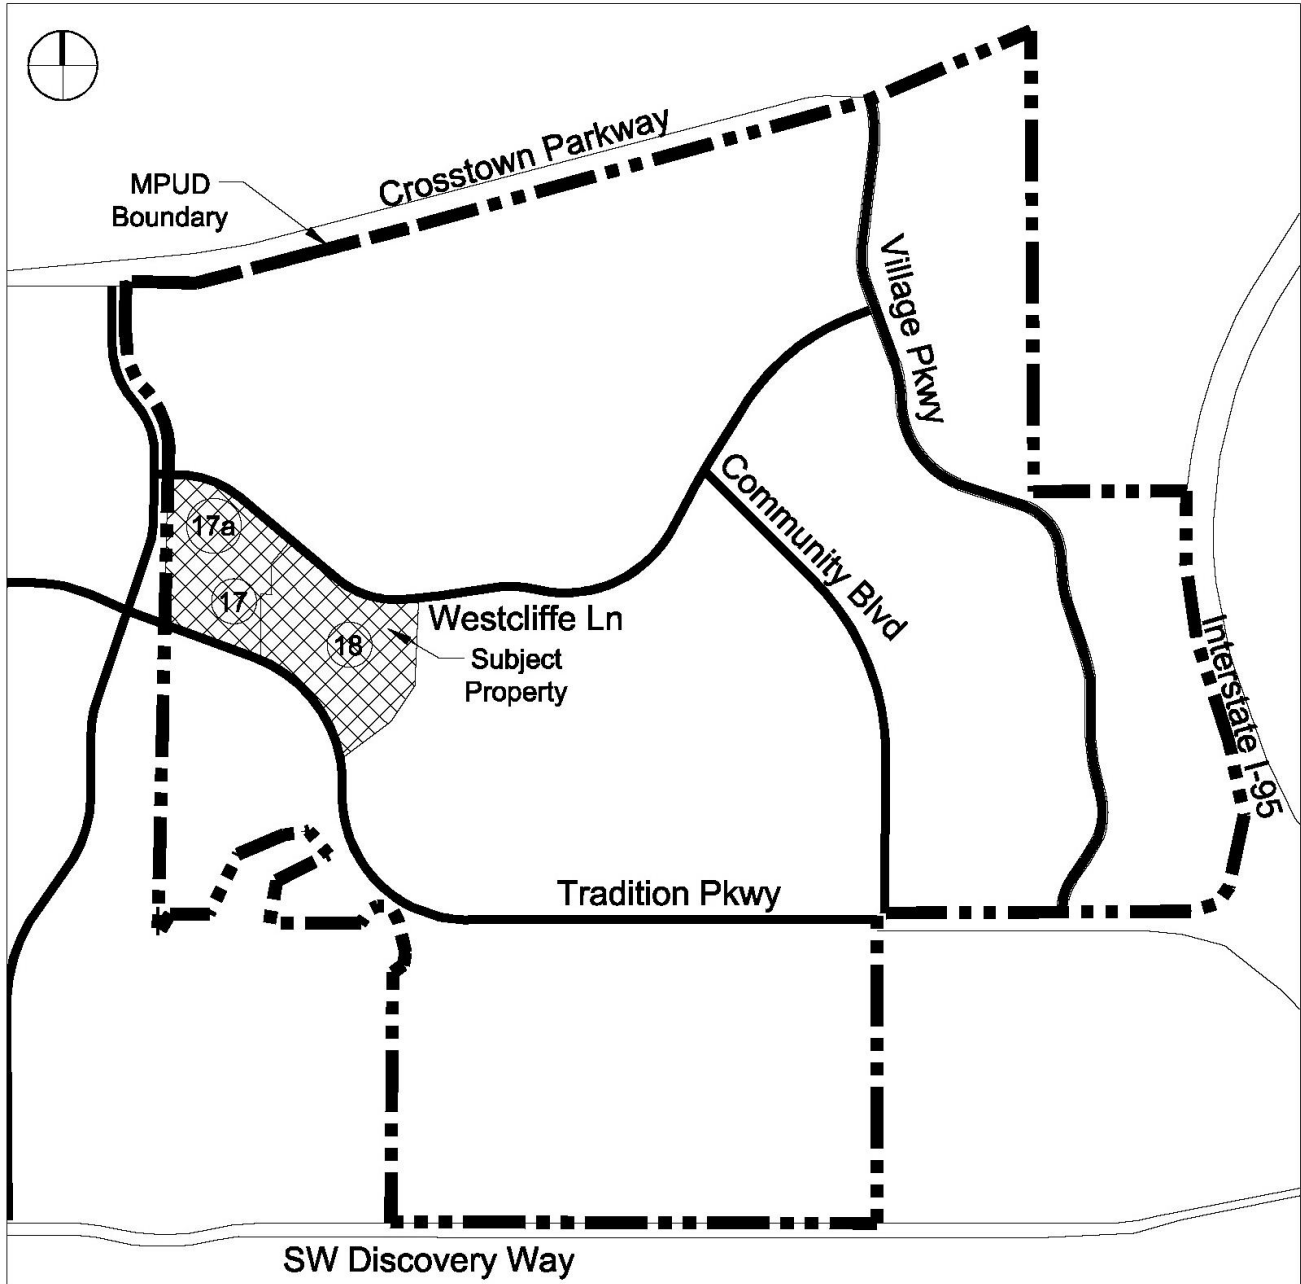 Crosstown Parkway
MPUD
Boundary
Village Pkwy
Community Blvd
17a
17
18
Westcliffe Ln
Subject
Property
Interstate I-95
Tradition Pkwy
SW Discovery Way